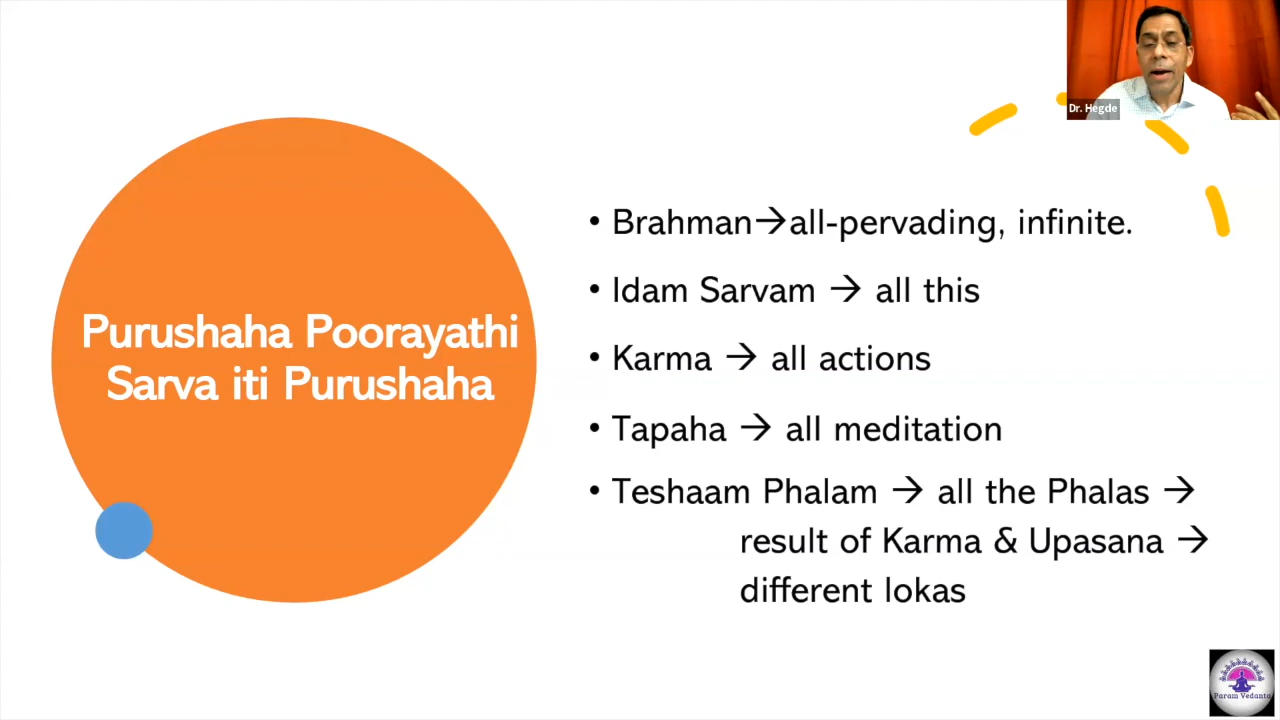 Dr. Hegde
Purushaha Poorayathi
Sarva iti Purushaha
• Brahman→all-pervading, infinite.
• Idam Sarvam → all this
• Karma → all actions
• Tapaha → all meditation
• Teshaam Phalam → all the Phalas →
result of Karma & Upasana →
different lokas
Param Vedanta